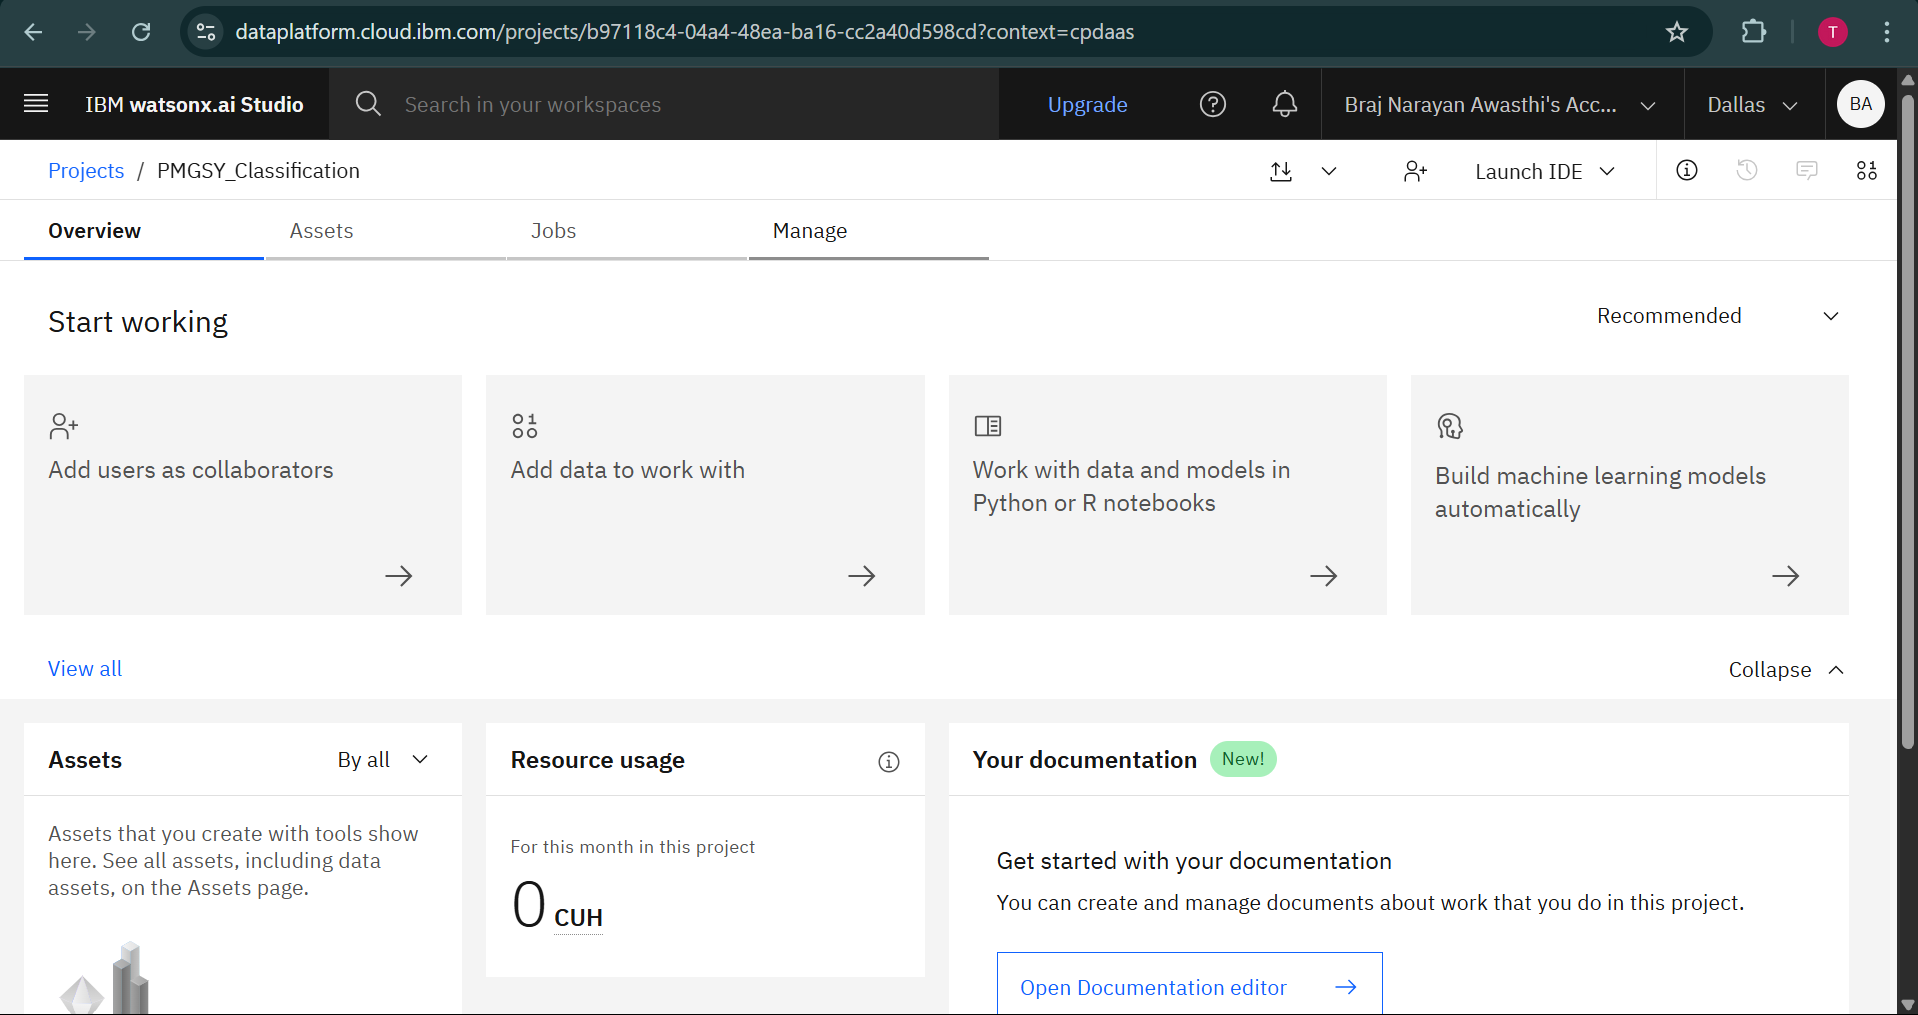 dataplatform.cloud.ibm.com/projects/b97118c4-04a4-48ea-ba16-cc2a40d598cd?context=cpdaas
T
IBM watsonx.ai Studio
Search in your workspaces
Upgrade
Braj Narayan Awasthi's Acc...
Dallas
BA
Projects / PMGSY_Classification
Launch IDE
Overview
Assets
Jobs
Manage
Start working
Recommended
Add users as collaborators
Add data to work with
Work with data and models in
Python or R notebooks
Build machine learning models
automatically
View all
Collapse
Assets
By all
Assets that you create with tools show
here. See all assets, including data
assets, on the Assets page.
Resource usage
For this month in this project
0 CUH
Your documentation
New!
Get started with your documentation
You can create and manage documents about work that you do in this project.
Open Documentation editor